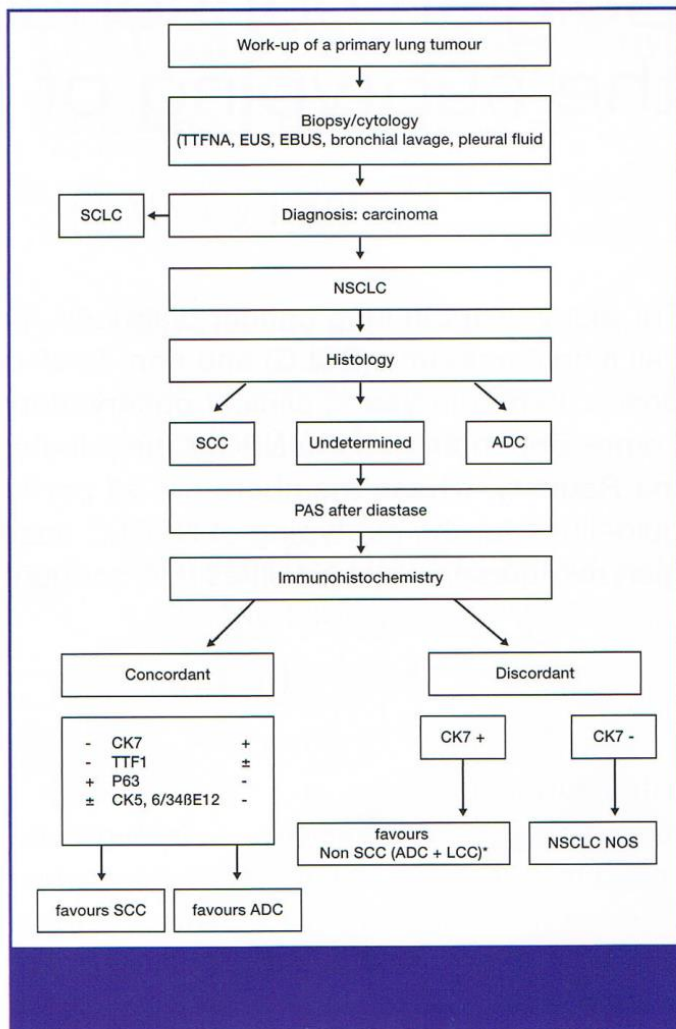 Work-up of a primary lung tumour
Biopsy/cytology
(TTFNA, EUS, EBUS, bronchial lavage, pleural fluid
SCLC
Diagnosis: carcinoma
NSCLC
Histology
SCC
Undetermined
ADC
PAS after diastase
Immunohistochemistry
Concordant
Discordant
- CK7 +
- TTF1 ±
+ P63 -
± CK5, 6/34ßE12 -
CK7 +
CK7 -
favours
Non SCC (ADC + LCC)*
NSCLC NOS
favours SCC
favours ADC